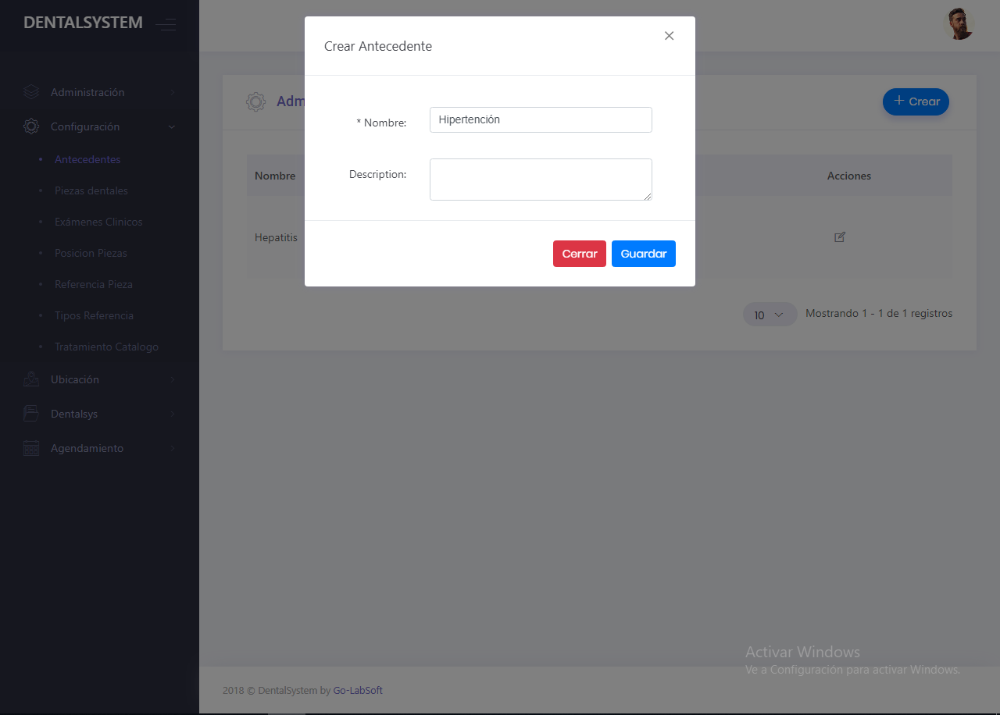 DENTALSYSTEM
Administración
Configuración
Antecedentes
Piezas dentales
Exámenes Clinicos
Posicion Piezas
Referencia Pieza
Tipos Referencia
Tratamiento Catalogo
Ubicación
Dentalsys
Agendamiento
Crear Antecedente
* Nombre: Hipertención
Description:
Cerrar Guardar
Adm
+ Crear
Nombre Acciones
Hepatitis
10 Mostrando 1 - 1 de 1 registros
Activar Windows
Ve a Configuración para activar Windows.
2018 © DentalSystem by Go-LabSoft